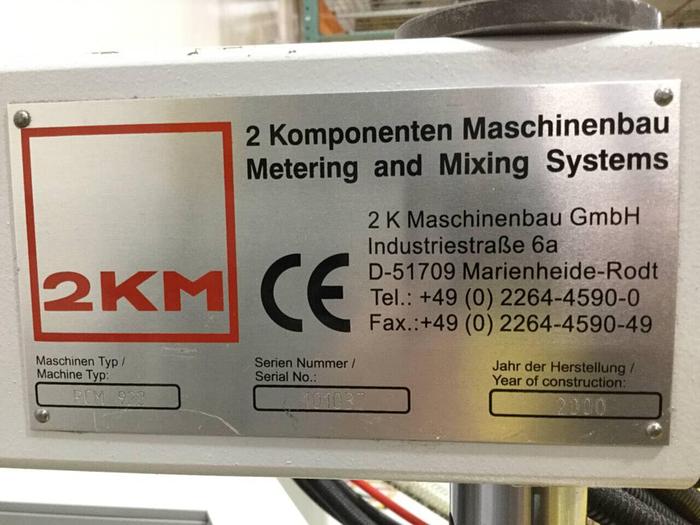 2 Komponenten Maschinenbau
Metering and Mixing Systems
2KM
CE
2 K Maschinenbau GmbH
Industriestraße 6a
D-51709 Marienheide-Rodt
Tel.: +49 (0) 2264-4590-0
Fax.:+49 (0) 2264-4590-49
Maschinen Typ /
Machine Typ:
Serien Nummer /
Serial No.:
Jahr der Herstellung /
Year of construction:
2000